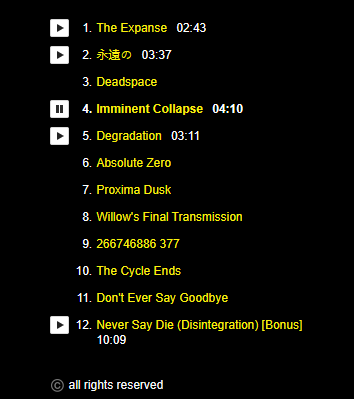 1. The Expanse 02:43
2. 永遠の 03:37
3. Deadspace
4. Imminent Collapse 04:10
5. Degradation 03:11
6. Absolute Zero
7. Proxima Dusk
8. Willow's Final Transmission
9. 266746886 377
10. The Cycle Ends
11. Don't Ever Say Goodbye
12. Never Say Die (Disintegration) [Bonus]
10:09
© all rights reserved